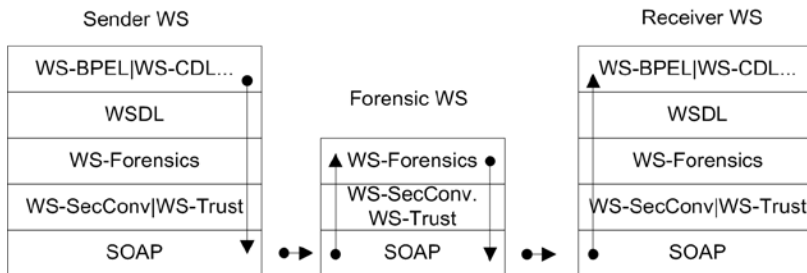 Sender WS
WS-BPEL|WS-CDL...
WSDL
WS-Forensics
WS-SecConv|WS-Trust
SOAP
Forensic WS
WS-Forensics
WS-SecConv.
WS-Trust
SOAP
Receiver WS
WS-BPEL|WS-CDL...
WSDL
WS-Forensics
WS-SecConv|WS-Trust
SOAP